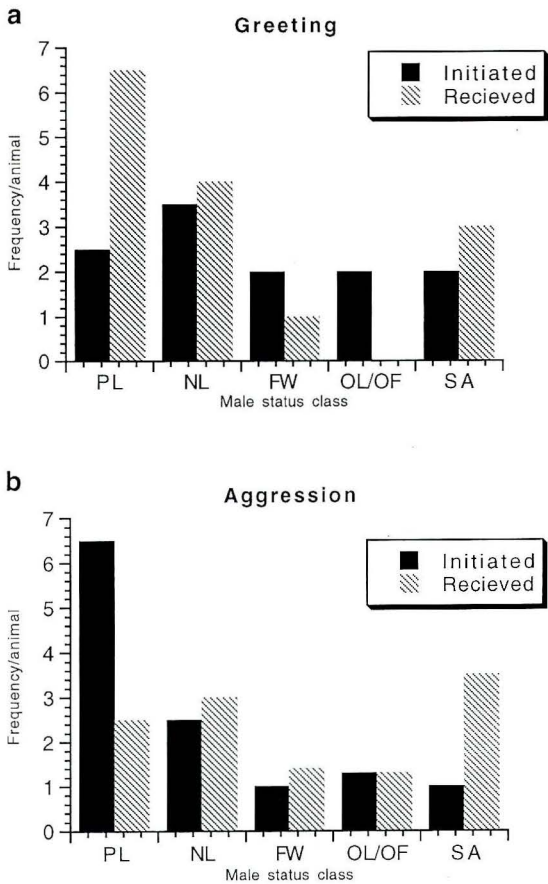 a
Greeting
Initiated
Recieved
Frequency/animal
7
6
5
4
3
2
1
0
PL NL FW OL/OF SA
Male status class
b
Aggression
Initiated
Recieved
Frequency/animal
7
6
5
4
3
2
1
0
PL NL FW OL/OF SA
Male status class